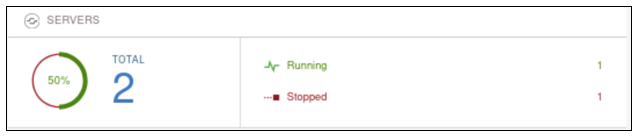 SERVERS
50%
TOTAL
2
Running 1
Stopped 1